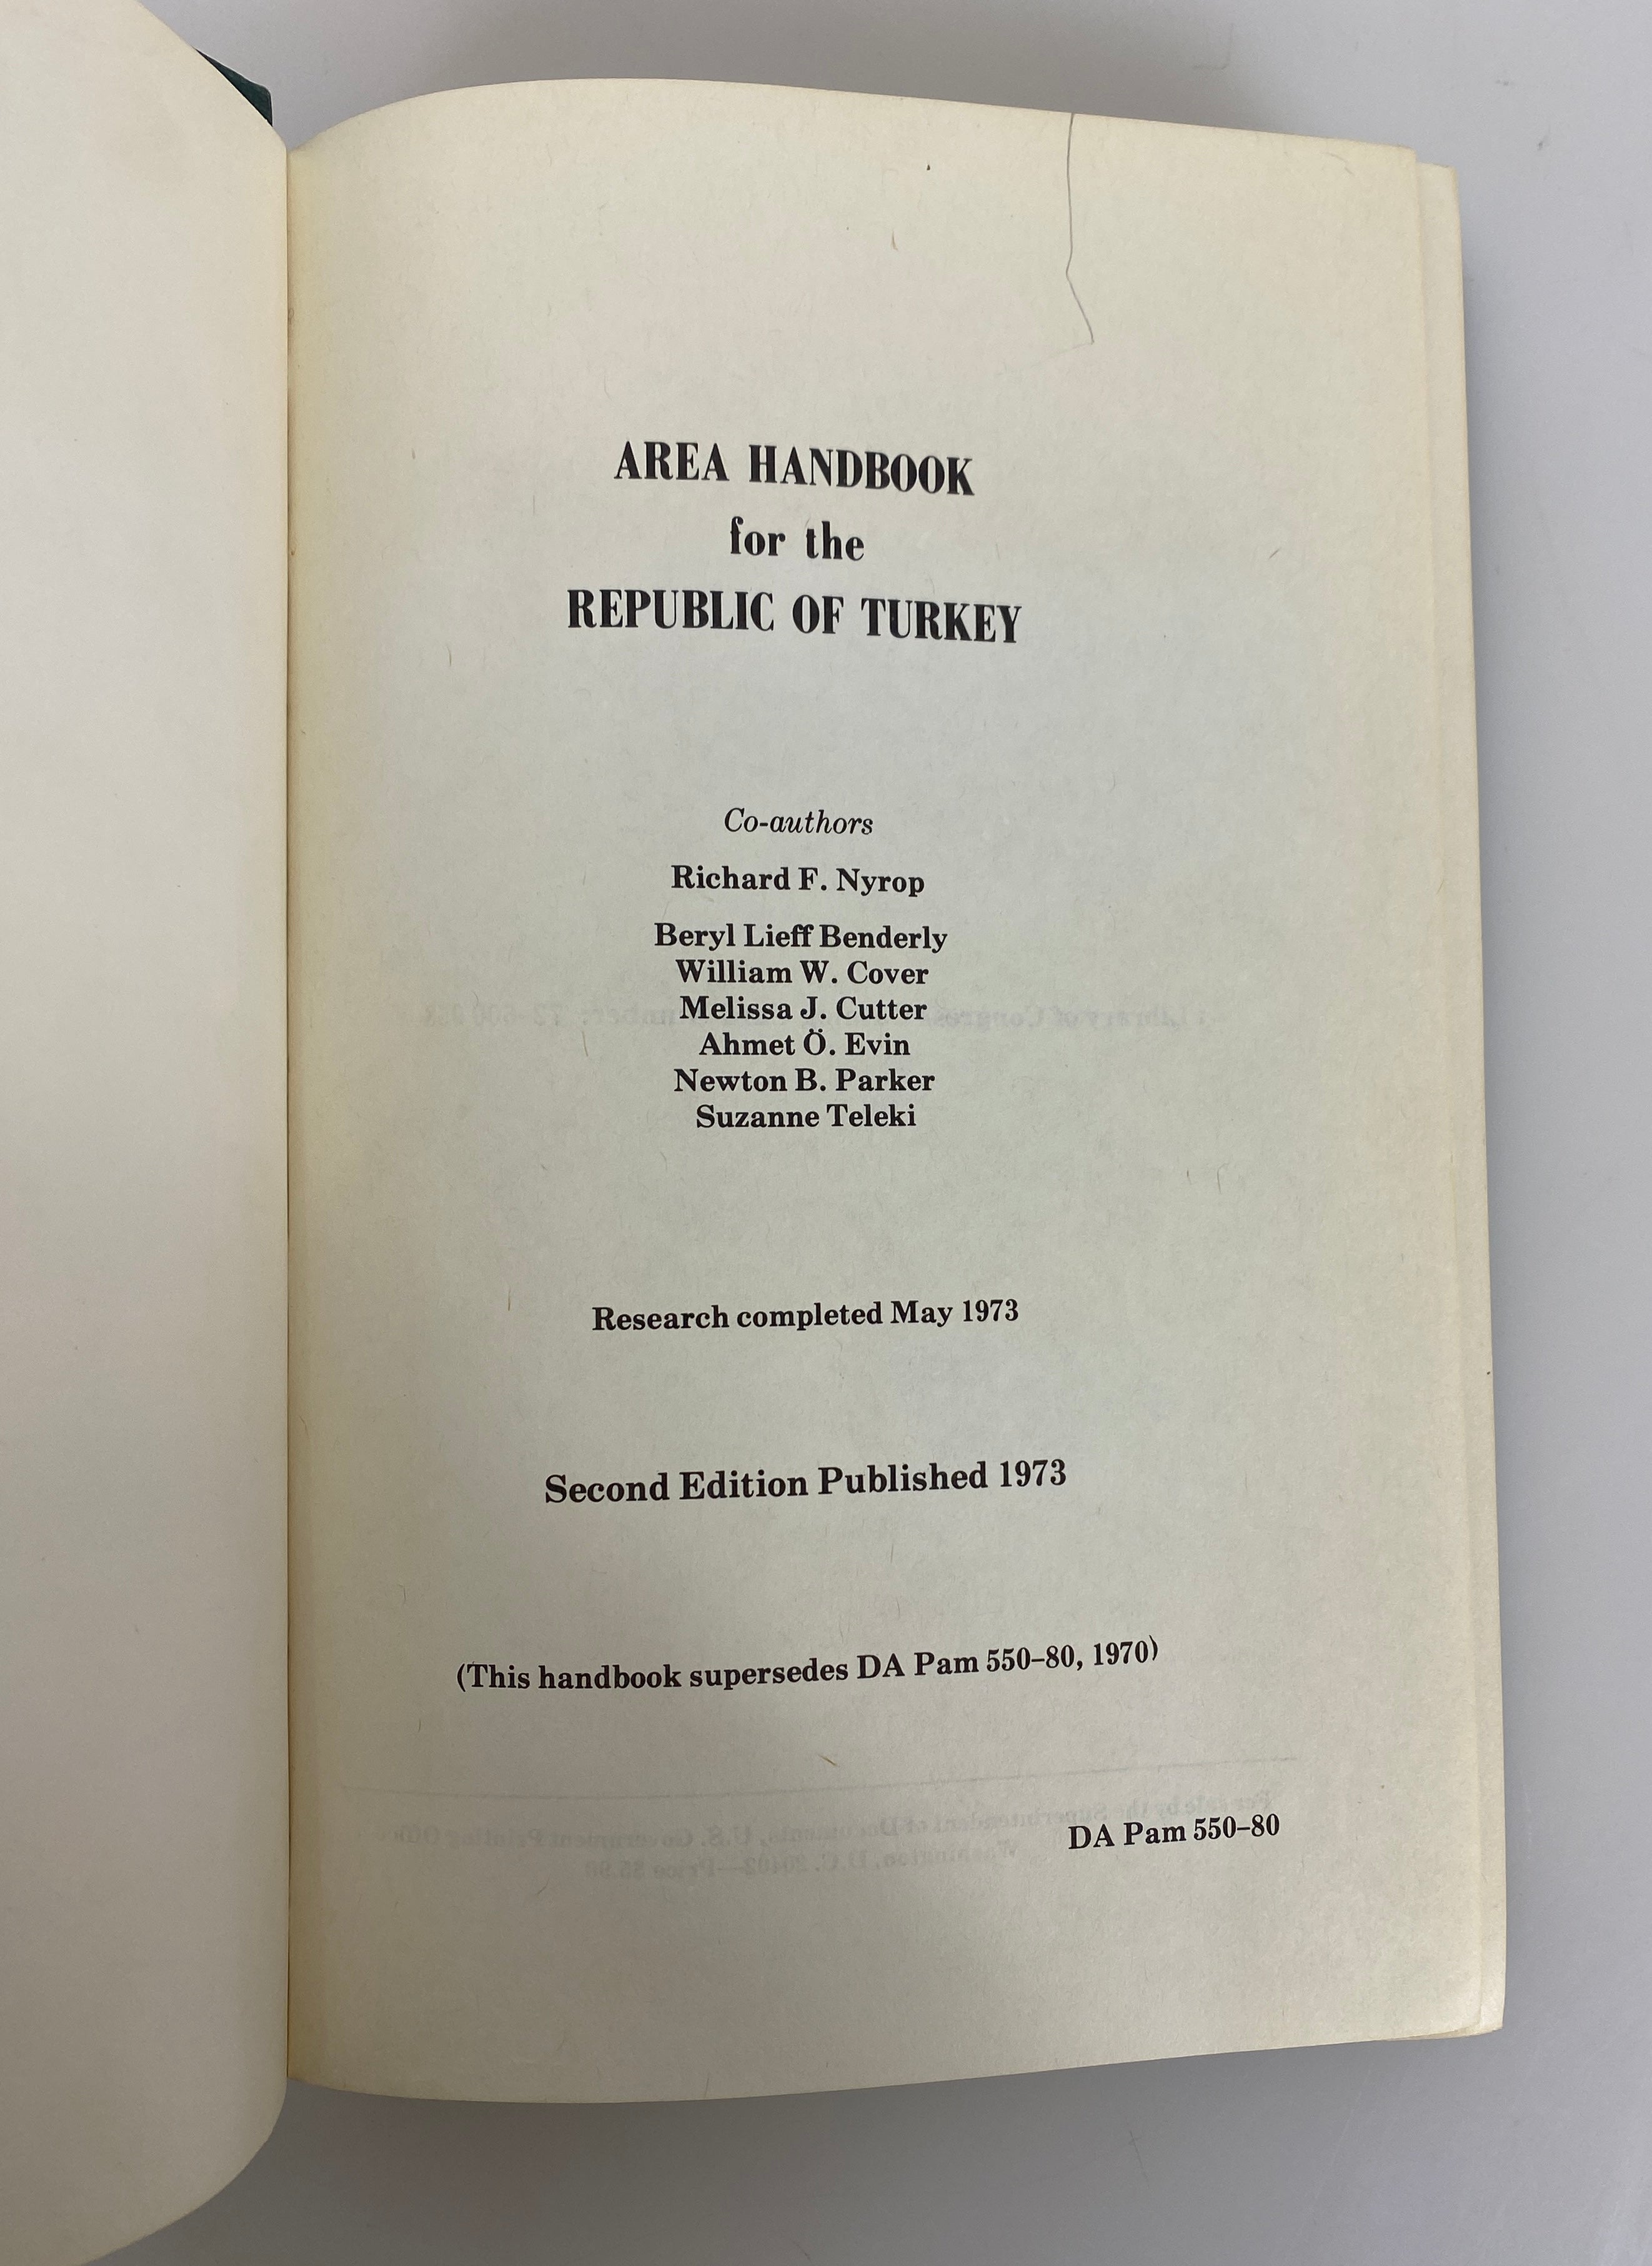 AREA HANDBOOK
for the
REPUBLIC OF TURKEY
Co-authors
Richard F. Nyrop
Beryl Lieff Benderly
William W. Cover
Melissa J. Cutter
Ahmet Ö. Evin
Newton B. Parker
Suzanne Teleki
Research completed May 1973
Second Edition Published 1973
(This handbook supersedes DA Pam 550–80, 1970)
DA Pam 550–80